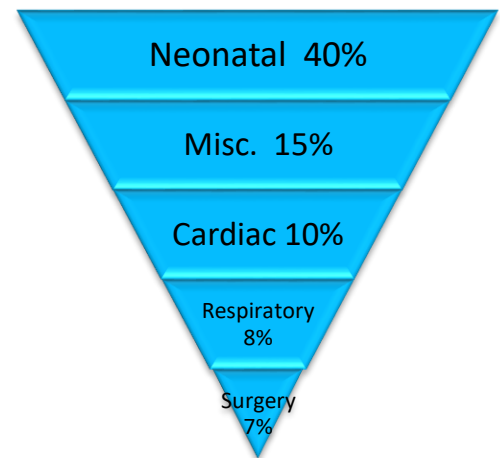 Neonatal 40%
Misc. 15%
Cardiac 10%
Respiratory
8%
Surgery
7%